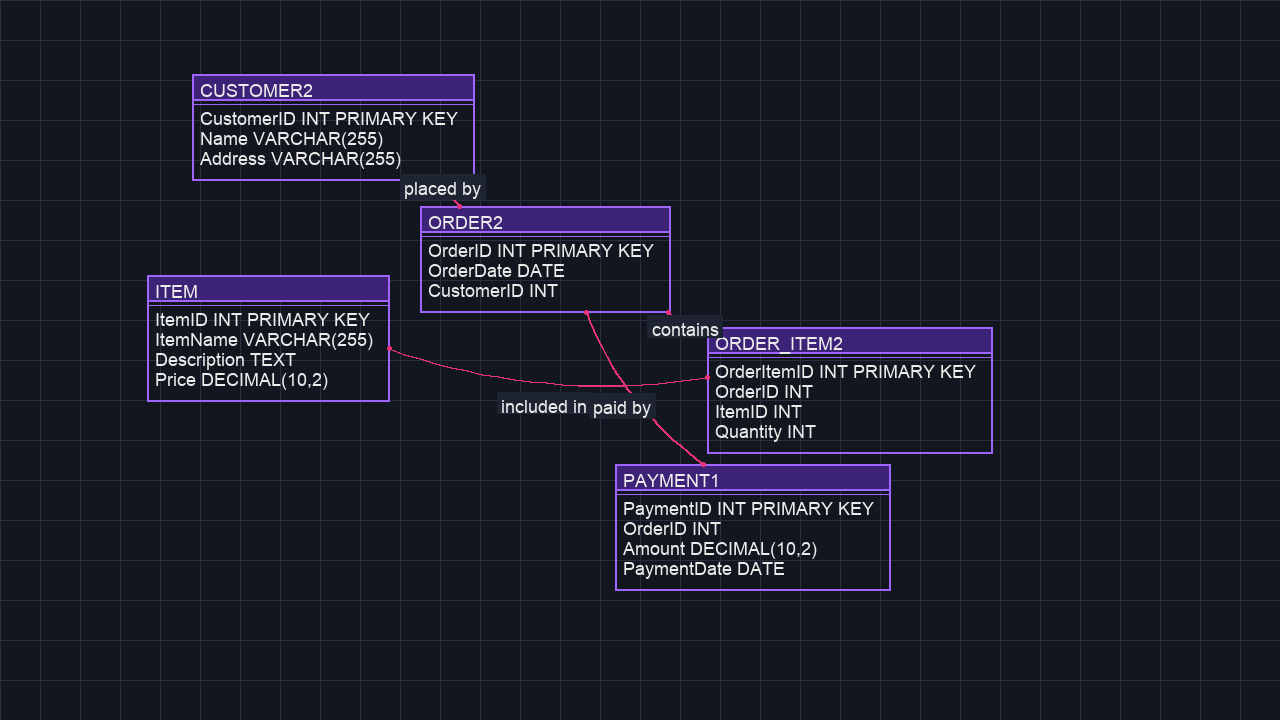 CUSTOMER2
CustomerID INT PRIMARY KEY
Name VARCHAR(255)
Address VARCHAR(255)
placed by
ORDER2
OrderID INT PRIMARY KEY
OrderDate DATE
CustomerID INT
ITEM
ItemID INT PRIMARY KEY
ItemName VARCHAR(255)
Description TEXT
Price DECIMAL(10,2)
contains
ORDER_ITEM2
OrderItemID INT PRIMARY KEY
OrderID INT
ItemID INT
Quantity INT
included in
paid by
PAYMENT1
PaymentID INT PRIMARY KEY
OrderID INT
Amount DECIMAL(10,2)
PaymentDate DATE